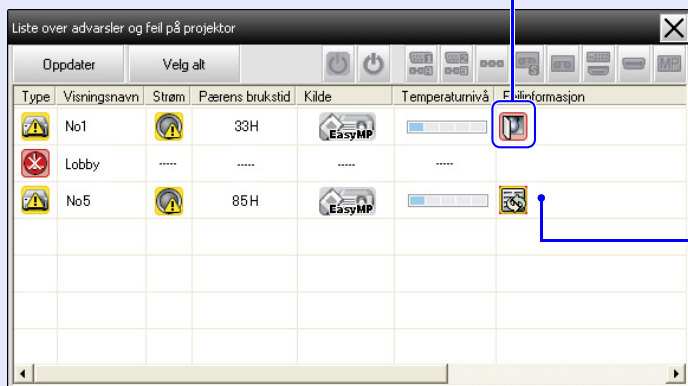 Liste over advarsler og feil på projektor
Oppdater Velg alt MP
Type Visningsnavn Strøm Pærens brukstid Kilde Temperaturnivå Feilinformasjon
No1 33H EasyMP
Lobby ----- ----- ----- -----
No5 85H EasyMP